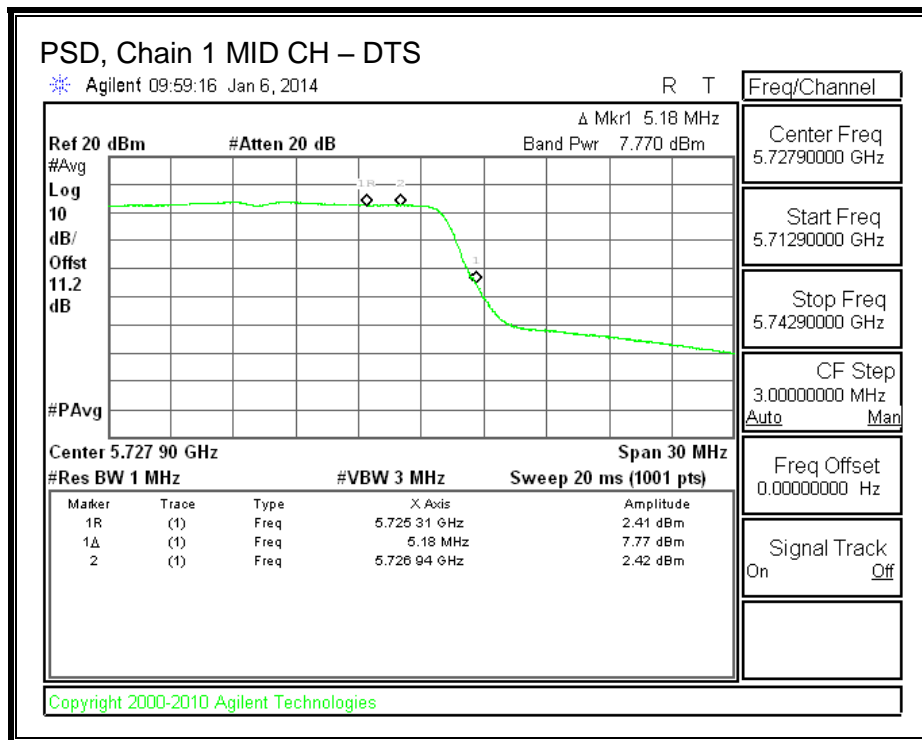 PSD, Chain 1 MID CH – DTS
Agilent 09:59:16 Jan 6, 2014 R T
Δ Mkr1 5.18 MHz
Ref 20 dBm #Atten 20 dB Band Pwr 7.770 dBm
#Avg
Log
10
dB/
Offst
11.2
dB
#PAvg
1R 2
1
Center 5.727 90 GHz Span 30 MHz
#Res BW 1 MHz #VBW 3 MHz Sweep 20 ms (1001 pts)
Marker Trace Type X Axis Amplitude
1R (1) Freq 5.725 31 GHz 2.41 dBm
1Δ (1) Freq 5.18 MHz 7.77 dBm
2 (1) Freq 5.726 94 GHz 2.42 dBm
Freq/Channel
Center Freq
5.72790000 GHz
Start Freq
5.71290000 GHz
Stop Freq
5.74290000 GHz
CF Step
3.00000000 MHz
Auto Man
Freq Offset
0.00000000 Hz
Signal Track
On Off
Copyright 2000-2010 Agilent Technologies